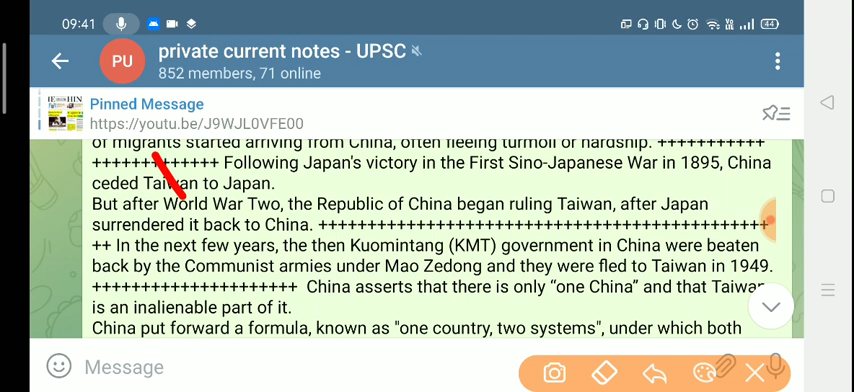 09:41
44
PU
private current notes - UPSC
852 members, 71 online
Pinned Message
https://youtu.be/J9WJL0VFE00
of migrants started arriving from China, often fleeing turmoil or hardship. +++++++++++
+++++++++++++ Following Japan's victory in the First Sino-Japanese War in 1895, China
ceded Taiwan to Japan.
But after World War Two, the Republic of China began ruling Taiwan, after Japan
surrendered it back to China. +++++++++++++++++++++++++++++++++++++++++++++
++ In the next few years, the then Kuomintang (KMT) government in China were beaten
back by the Communist armies under Mao Zedong and they were fled to Taiwan in 1949.
+++++++++++++++++++++ China asserts that there is only “one China” and that Taiwan
is an inalienable part of it.
China put forward a formula, known as "one country, two systems", under which both
Message